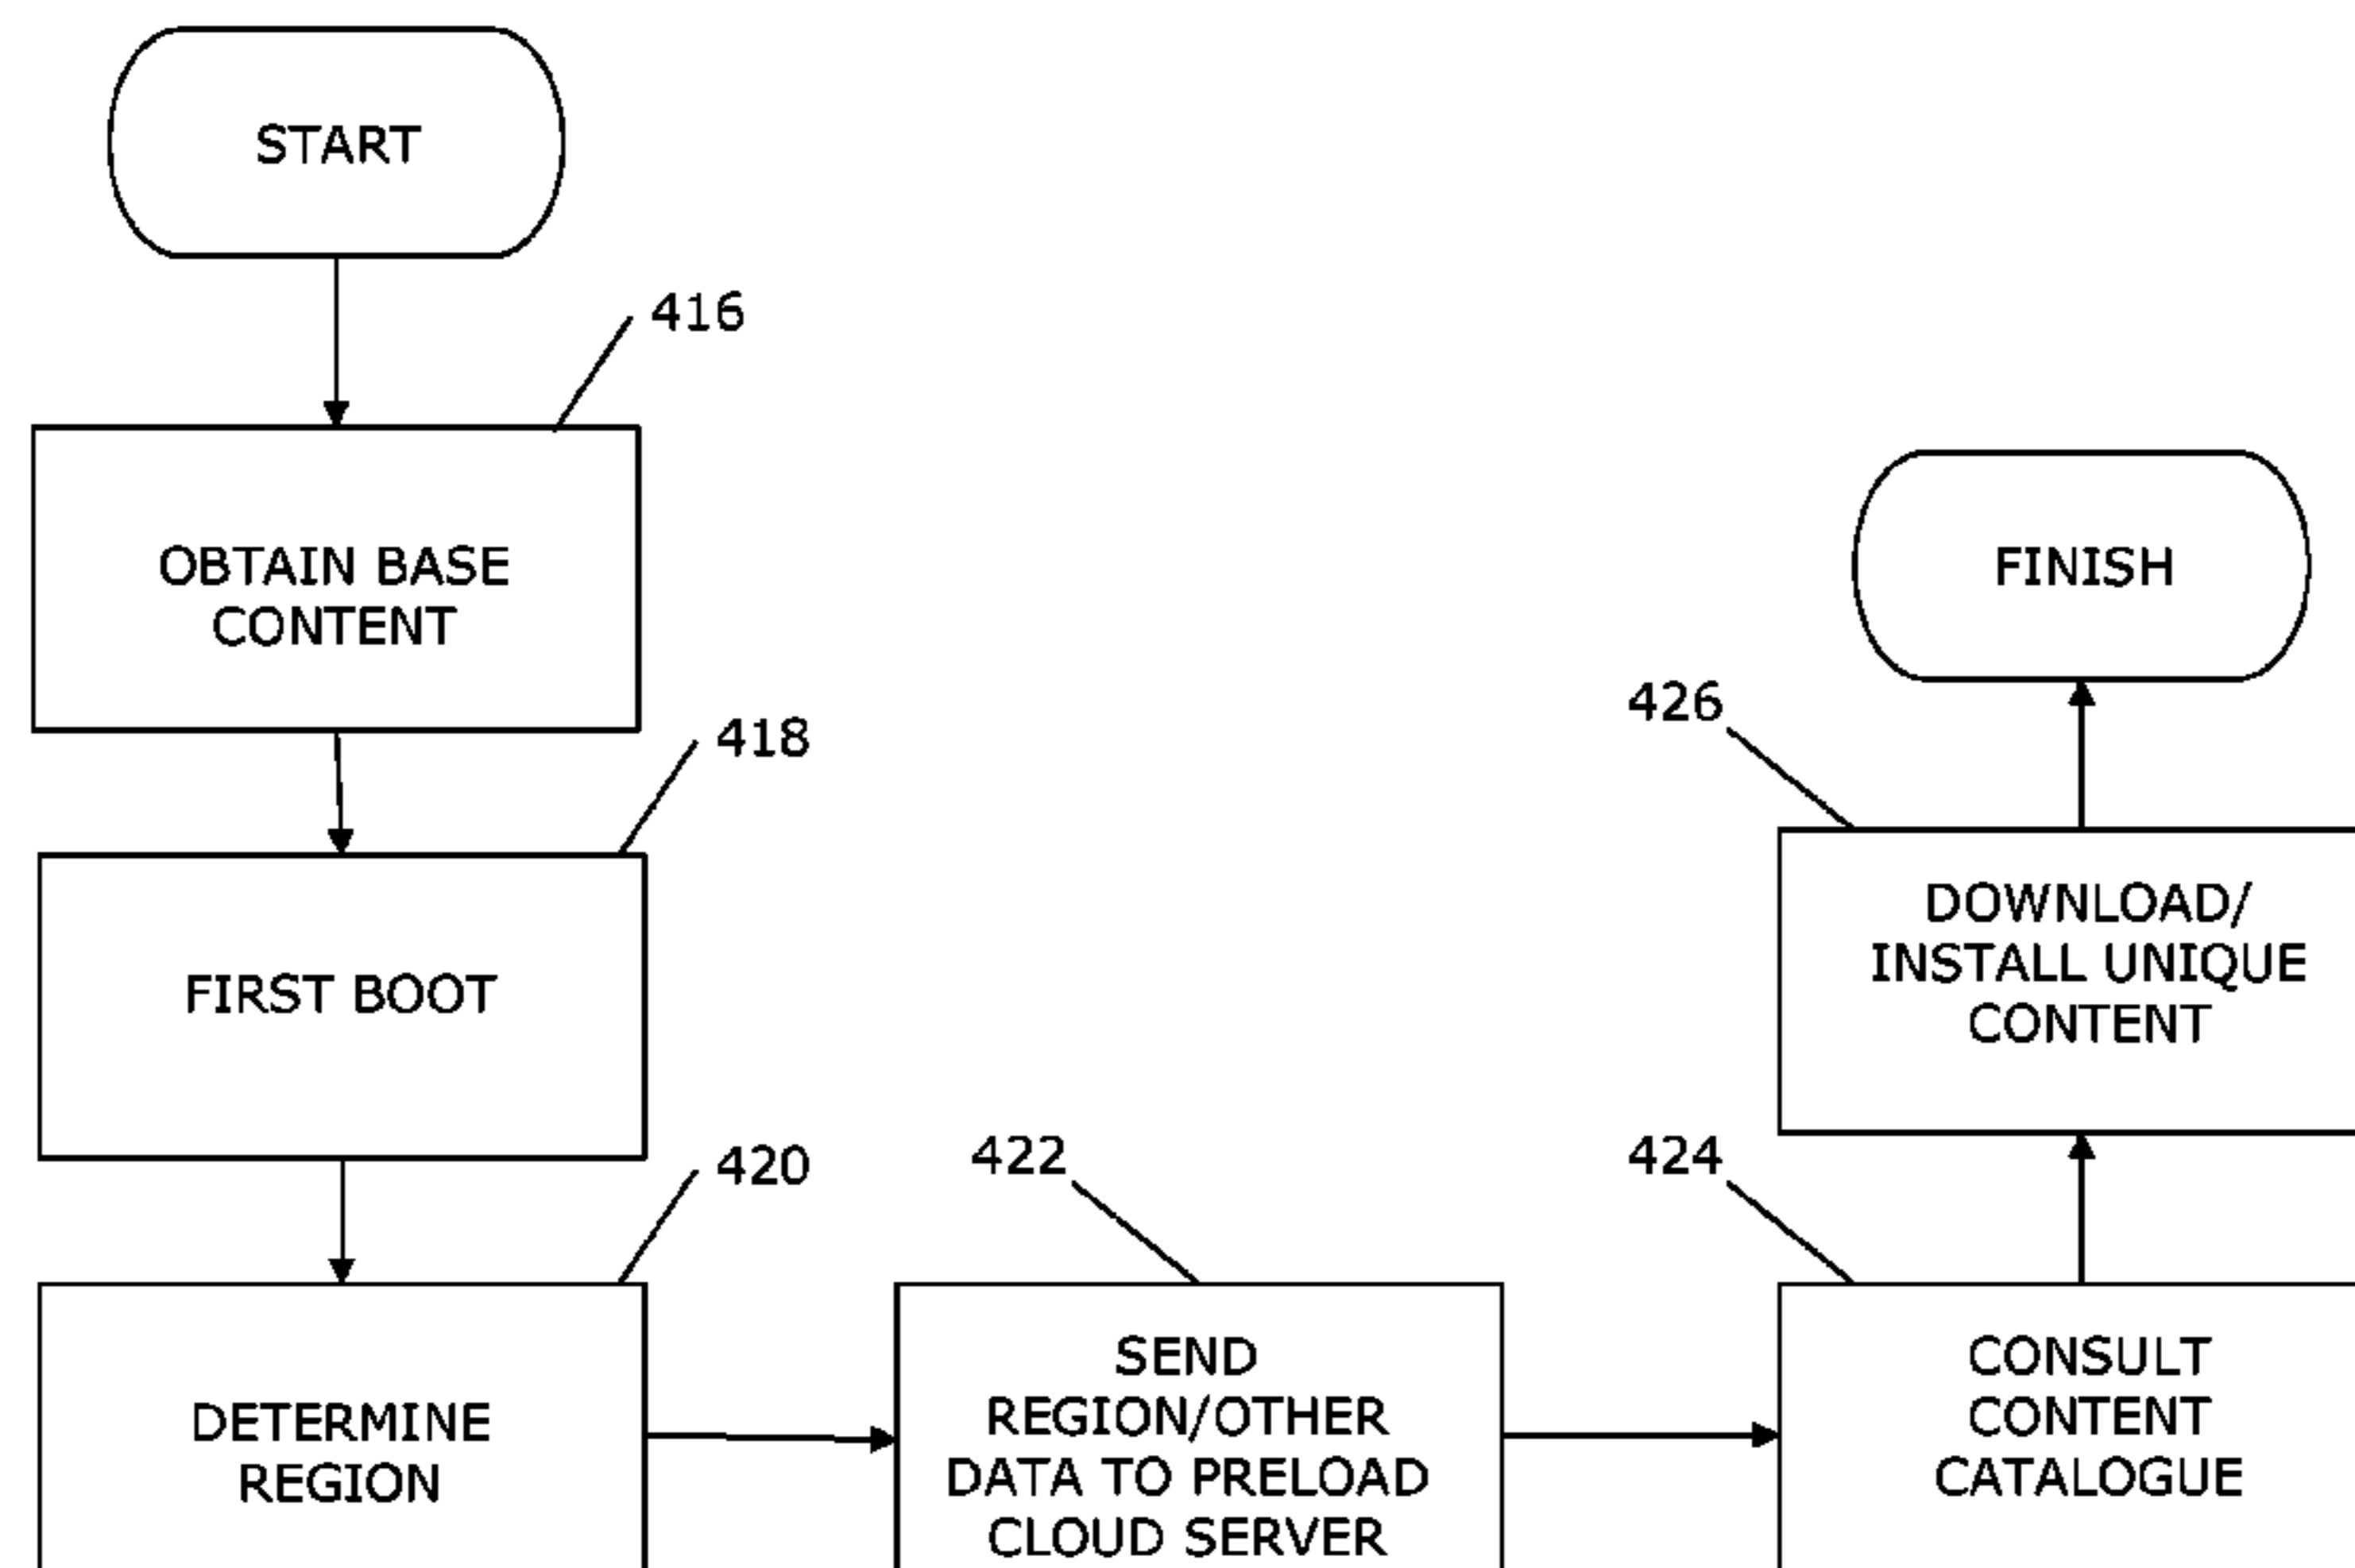 START
416
OBTAIN BASE
CONTENT
418
FIRST BOOT
420
DETERMINE
REGION
422
SEND
REGION/OTHER
DATA TO PRELOAD
CLOUD SERVER
424
CONSULT
CONTENT
CATALOGUE
426
DOWNLOAD/
INSTALL UNIQUE
CONTENT
FINISH